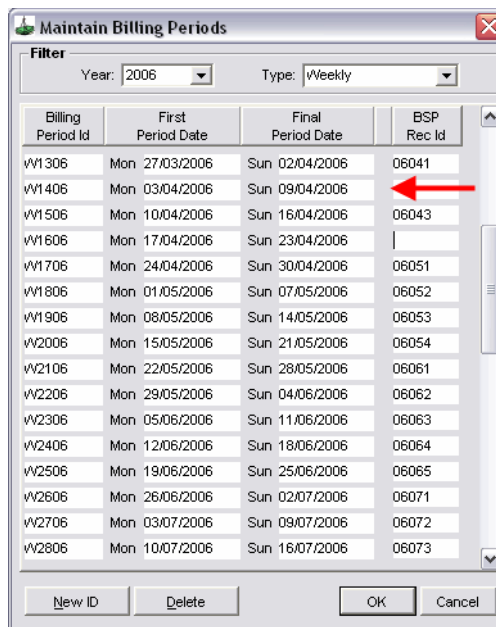 Maintain Billing Periods
Filter
Year: 2006 Type: Weekly
Billing Period Id First Period Date Final Period Date BSP Rec Id
W1306 Mon 27/03/2006 Sun 02/04/2006 06041
W1406 Mon 03/04/2006 Sun 09/04/2006
W1506 Mon 10/04/2006 Sun 16/04/2006 06043
W1606 Mon 17/04/2006 Sun 23/04/2006
W1706 Mon 24/04/2006 Sun 30/04/2006 06051
W1806 Mon 01/05/2006 Sun 07/05/2006 06052
W1906 Mon 08/05/2006 Sun 14/05/2006 06053
W2006 Mon 15/05/2006 Sun 21/05/2006 06054
W2106 Mon 22/05/2006 Sun 28/05/2006 06061
W2206 Mon 29/05/2006 Sun 04/06/2006 06062
W2306 Mon 05/06/2006 Sun 11/06/2006 06063
W2406 Mon 12/06/2006 Sun 18/06/2006 06064
W2506 Mon 19/06/2006 Sun 25/06/2006 06065
W2606 Mon 26/06/2006 Sun 02/07/2006 06071
W2706 Mon 03/07/2006 Sun 09/07/2006 06072
W2806 Mon 10/07/2006 Sun 16/07/2006 06073
New ID Delete OK Cancel